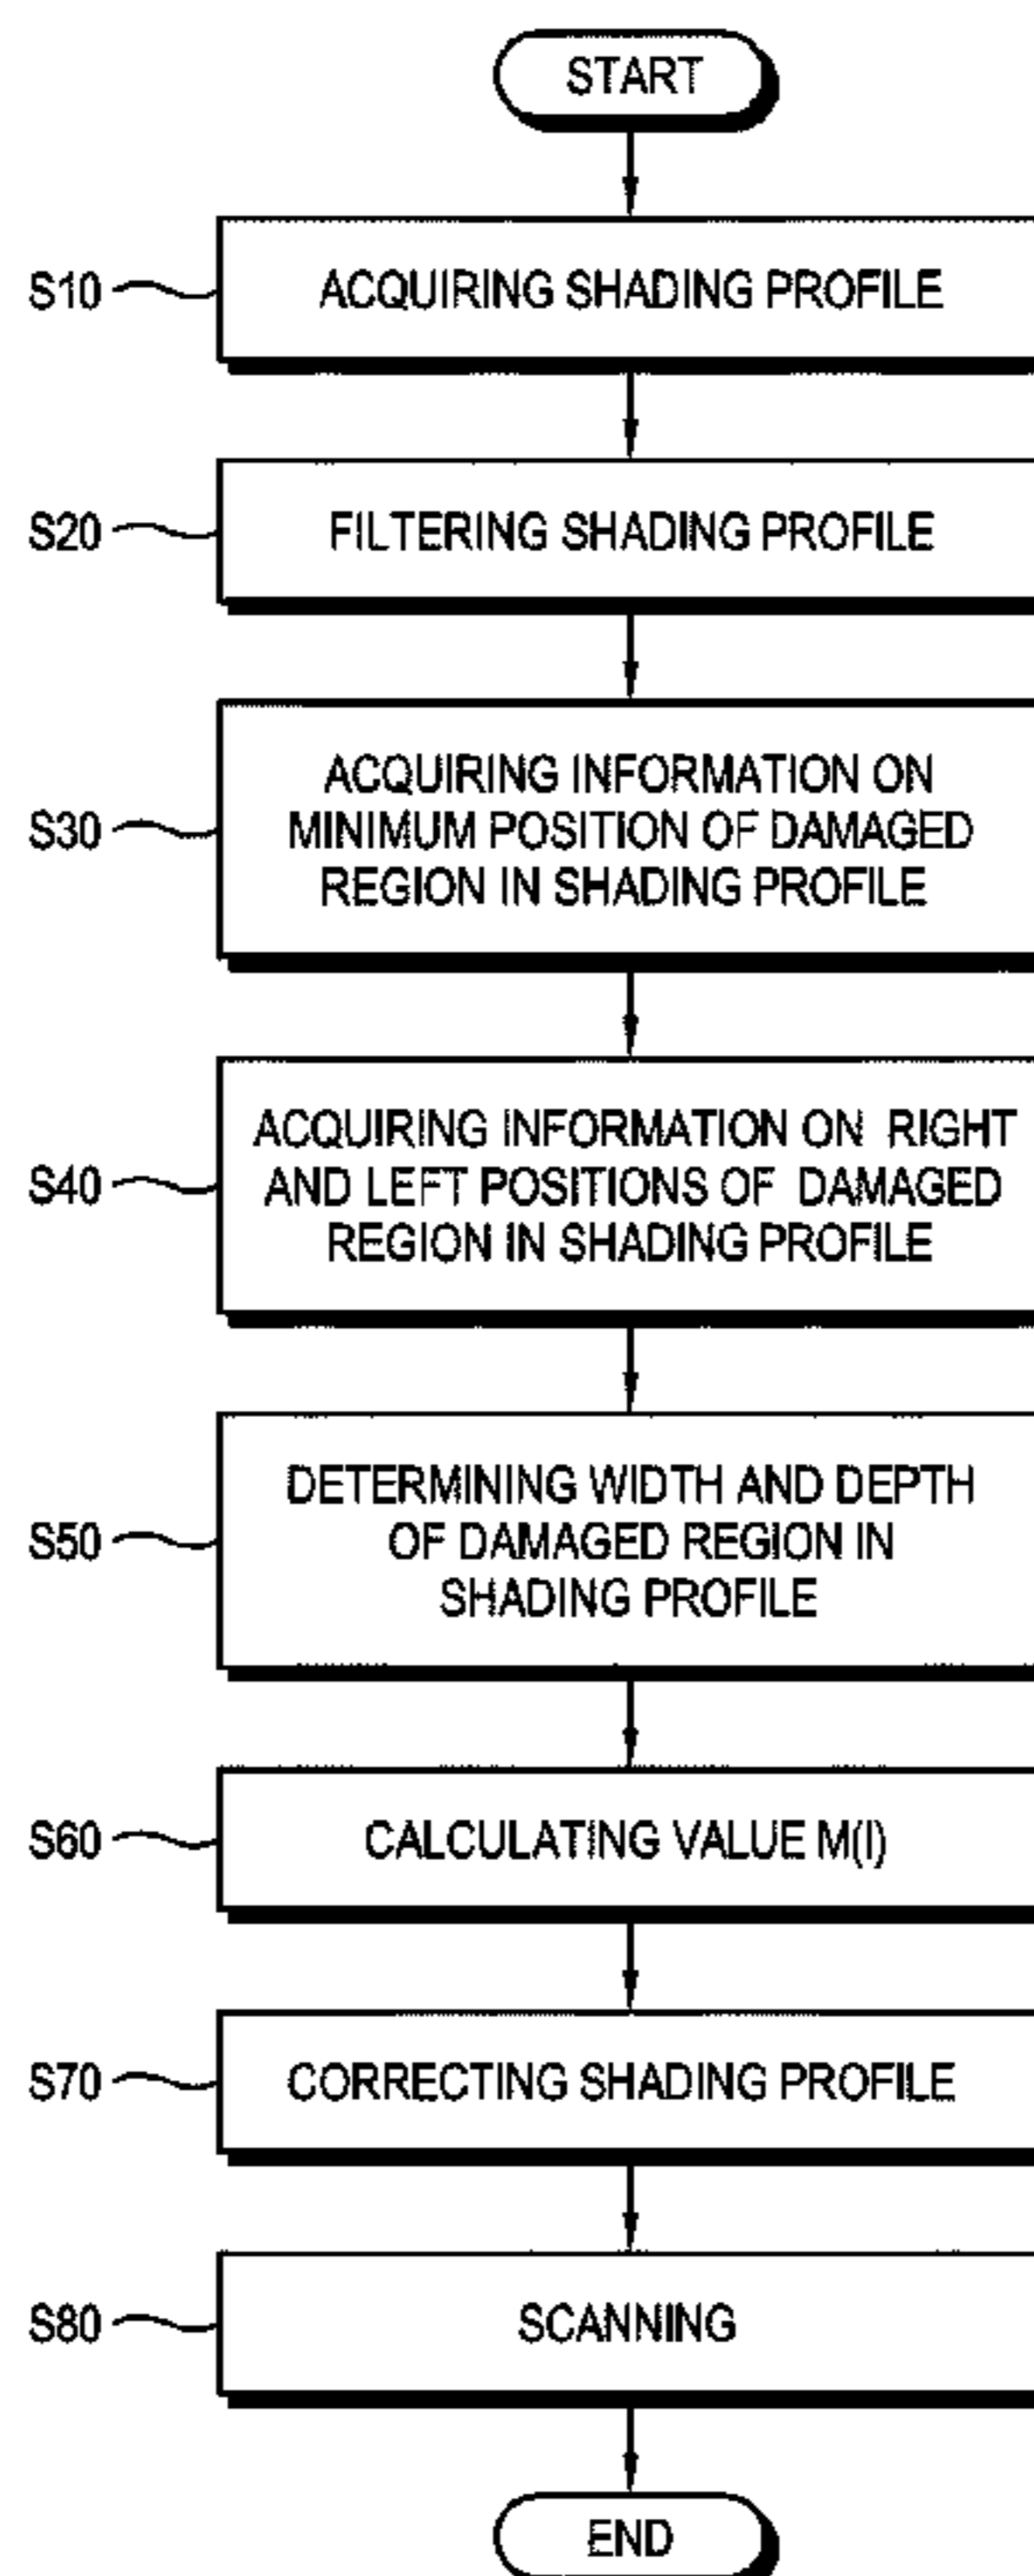 START
S10
ACQUIRING SHADING PROFILE
S20
FILTERING SHADING PROFILE
S30
ACQUIRING INFORMATION ON
MINIMUM POSITION OF DAMAGED
REGION IN SHADING PROFILE
S40
ACQUIRING INFORMATION ON RIGHT
AND LEFT POSITIONS OF DAMAGED
REGION IN SHADING PROFILE
S50
DETERMINING WIDTH AND DEPTH
OF DAMAGED REGION IN
SHADING PROFILE
S60
CALCULATING VALUE M(I)
S70
CORRECTING SHADING PROFILE
S80
SCANNING
END